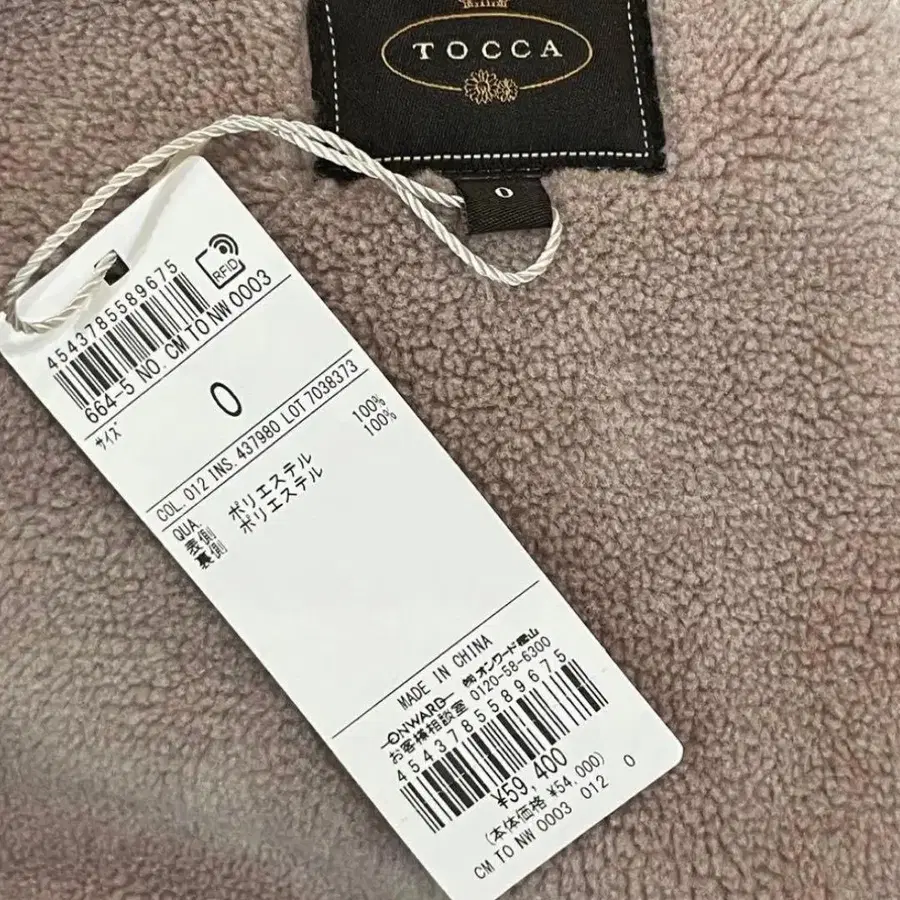 TOCCA
0
RFID
4543785589675
664-5 NO. CM TO NW 0003
サイズ
0
COL. 012 INS. 437980 LOT 7038373
QUA.
表側 ポリエステル 100%
裏側 ポリエステル 100%
MADE IN CHINA
ONWARD ㈱オンワード樫山
お客様相談室 0120-58-6300
4543785589675
¥59,400
(本体価格 ¥54,000)
CM TO NW 0003 012 0